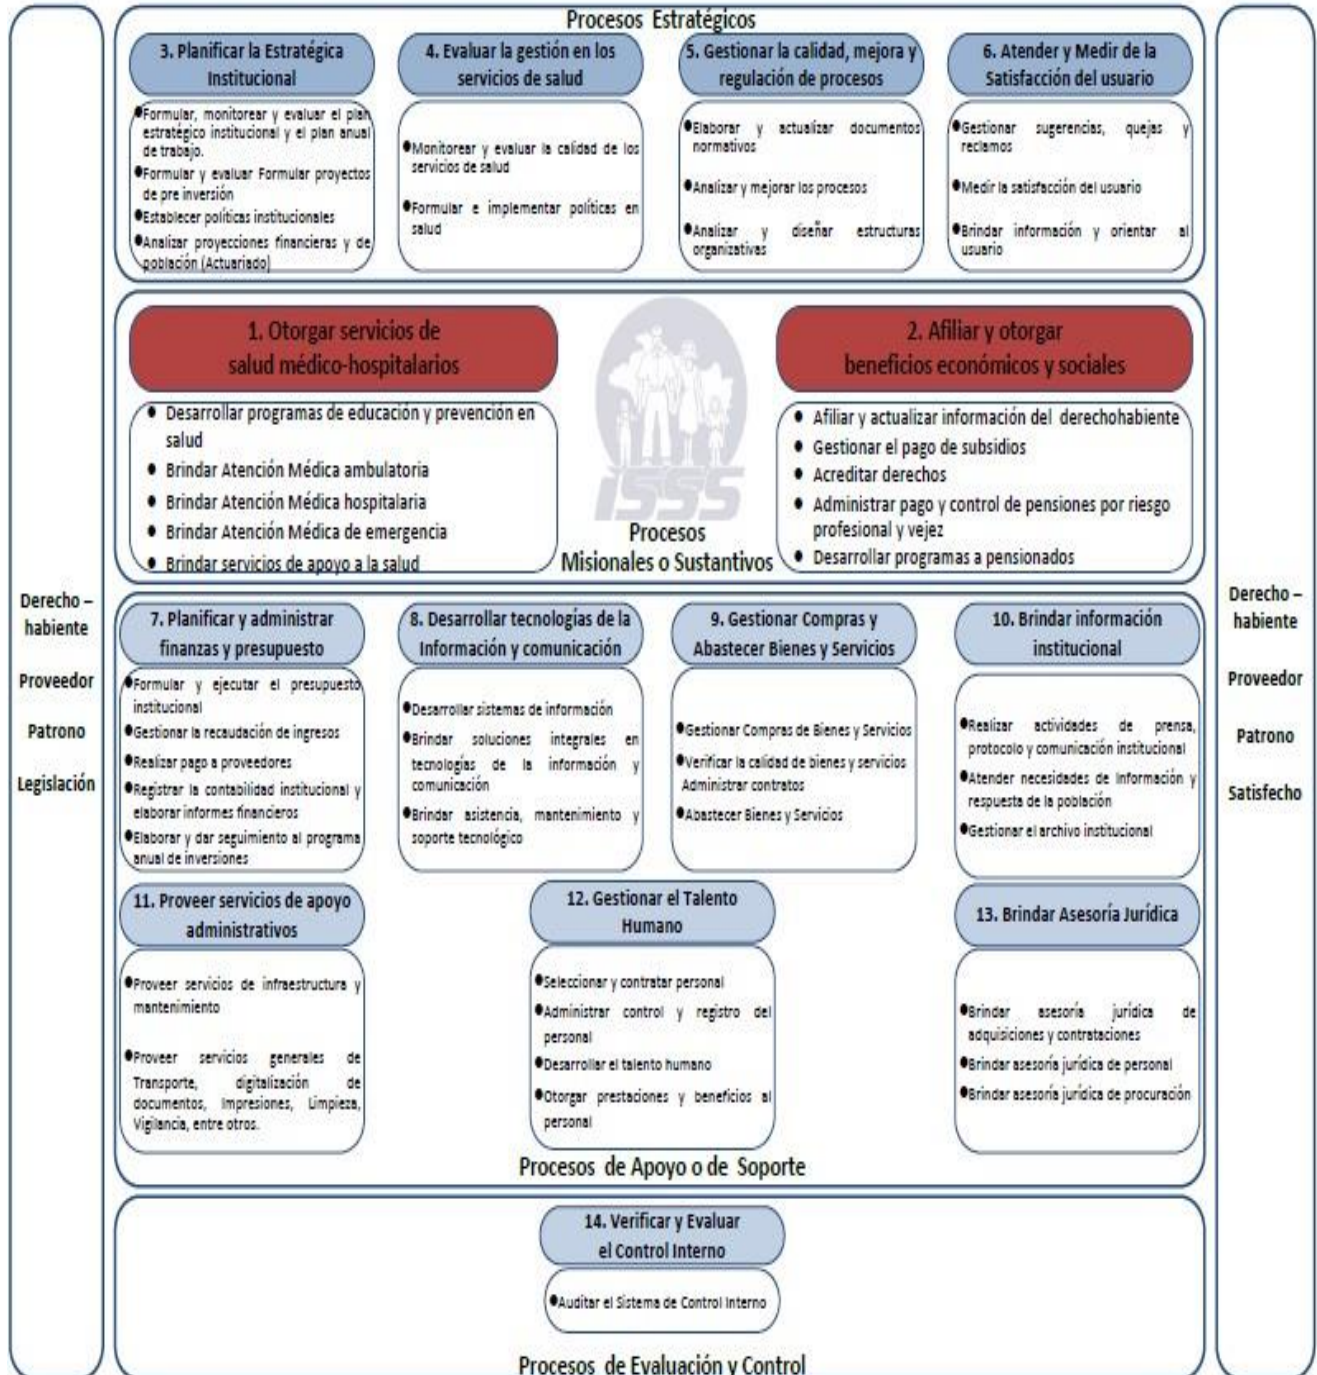 Procesos Estratégicos
3. Planificar la Estratégica
Institucional
●Formular, monitorear y evaluar el plan
estratégico institucional y el plan anual
de trabajo.
●Formular y evaluar Formular proyectos
de pre inversión
●Establecer políticas institucionales
●Analizar proyecciones financieras y de
población (Actuariado)
4. Evaluar la gestión en los
servicios de salud
●Monitorear y evaluar la calidad de los
servicios de salud
●Formular e implementar políticas en
salud
5. Gestionar la calidad, mejora y
regulación de procesos
●Elaborar y actualizar documentos
normativos
●Analizar y mejorar los procesos
●Analizar y diseñar estructuras
organizativas
6. Atender y Medir de la
Satisfacción del usuario
●Gestionar sugerencias, quejas y
reclamos
●Medir la satisfacción del usuario
●Brindar información y orientar al
usuario
1. Otorgar servicios de
salud médico-hospitalarios
● Desarrollar programas de educación y prevención en
salud
● Brindar Atención Médica ambulatoria
● Brindar Atención Médica hospitalaria
● Brindar Atención Médica de emergencia
● Brindar servicios de apoyo a la salud
ISSS
Procesos
Misionales o Sustantivos
2. Afiliar y otorgar
beneficios económicos y sociales
● Afiliar y actualizar información del derechohabiente
● Gestionar el pago de subsidios
● Acreditar derechos
● Administrar pago y control de pensiones por riesgo
profesional y vejez
● Desarrollar programas a pensionados
Derecho –
habiente
Proveedor
Patrono
Legislación
7. Planificar y administrar
finanzas y presupuesto
●Formular y ejecutar el presupuesto
institucional
●Gestionar la recaudación de ingresos
●Realizar pago a proveedores
●Registrar la contabilidad institucional y
elaborar informes financieros
●Elaborar y dar seguimiento al programa
anual de inversiones
8. Desarrollar tecnologías de la
Información y comunicación
●Desarrollar sistemas de información
●Brindar soluciones integrales en
tecnologías de la información y
comunicación
●Brindar asistencia, mantenimiento y
soporte tecnológico
9. Gestionar Compras y
Abastecer Bienes y Servicios
●Gestionar Compras de Bienes y Servicios
●Verificar la calidad de bienes y servicios
Administrar contratos
●Abastecer Bienes y Servicios
10. Brindar información
institucional
●Realizar actividades de prensa,
protocolo y comunicación institucional
●Atender necesidades de Información y
respuesta de la población
●Gestionar el archivo institucional
11. Proveer servicios de apoyo
administrativos
●Proveer servicios de infraestructura y
mantenimiento
●Proveer servicios generales de
Transporte, digitalización de
documentos, Impresiones, Limpieza,
Vigilancia, entre otros.
12. Gestionar el Talento
Humano
●Seleccionar y contratar personal
●Administrar control y registro del
personal
●Desarrollar el talento humano
●Otorgar prestaciones y beneficios al
personal
13. Brindar Asesoría Jurídica
●Brindar asesoría jurídica de
adquisiciones y contrataciones
●Brindar asesoría jurídica de personal
●Brindar asesoría jurídica de procuración
Procesos de Apoyo o de Soporte
14. Verificar y Evaluar
el Control Interno
●Auditar el Sistema de Control Interno
Procesos de Evaluación y Control
Derecho –
habiente
Proveedor
Patrono
Satisfecho